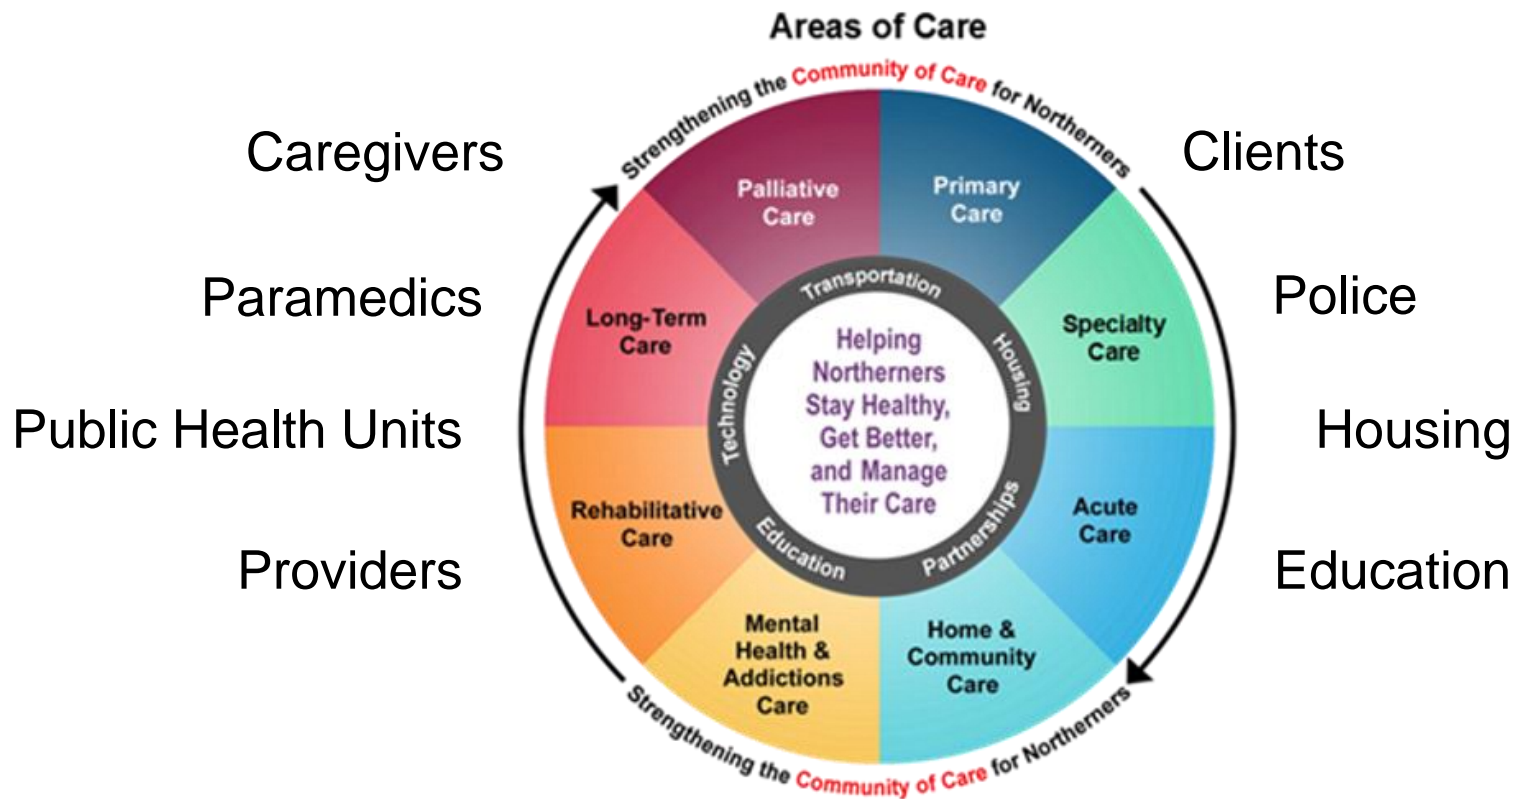 Areas of Care
Strengthening the Community of Care for Northerners
Caregivers
Clients
Paramedics
Police
Public Health Units
Housing
Providers
Education
Palliative
Care
Primary
Care
Specialty
Care
Acute
Care
Home &
Community
Care
Mental
Health &
Addictions
Care
Rehabilitative
Care
Long-Term
Care
Transportation
Housing
Partnerships
Education
Technology
Helping
Northerners
Stay Healthy,
Get Better,
and Manage
Their Care
Strengthening the Community of Care for Northerners